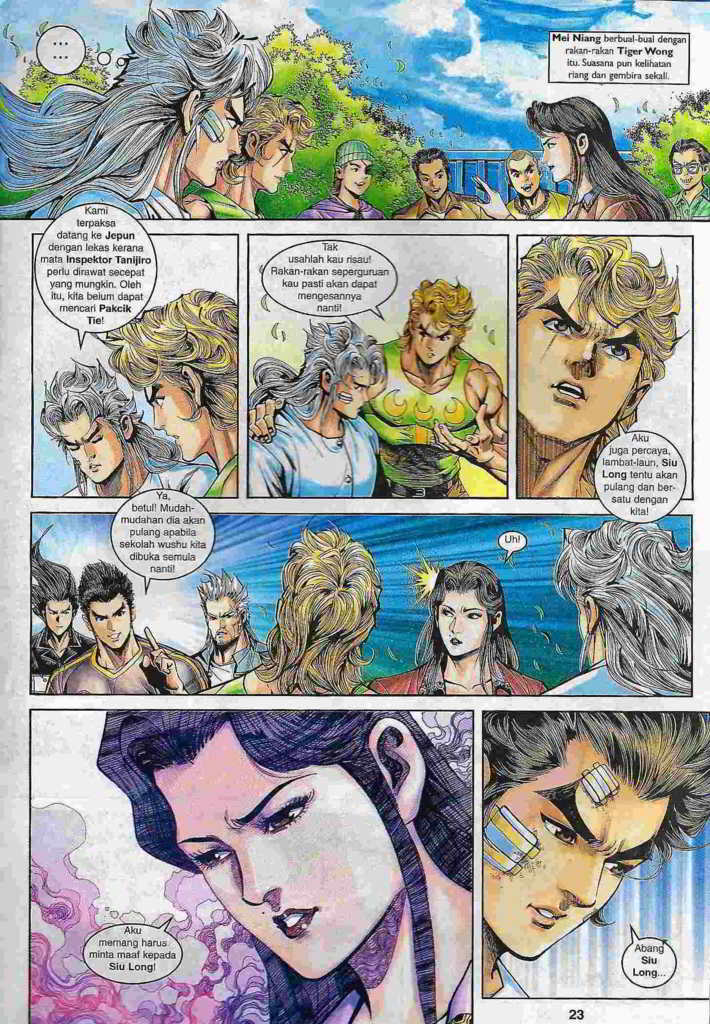 ...
...
Mei Niang berbual-bual dengan
rakan-rakan Tiger Wong
itu. Suasana pun kelihatan
riang dan gembira sekali.
Kami
terpaksa
datang ke Jepun
dengan lekas kerana
mata Inspektor Tanijiro
perlu dirawat secepat
yang mungkin. Oleh
itu, kita belum dapat
mencari Pakcik
Tie!
Tak
usahlah kau risau!
Rakan-rakan seperguruan
kau pasti akan dapat
mengesannya
nanti!
Aku
juga percaya,
lambat-laun, Siu
Long tentu akan
pulang dan ber-
satu dengan
kita!
Ya,
betul! Mudah-
mudahan dia akan
pulang apabila
sekolah wushu kita
dibuka semula
nanti!
Uh!
Aku
memang harus
minta maaf kepada
Siu Long!
Abang
Siu
Long...
23